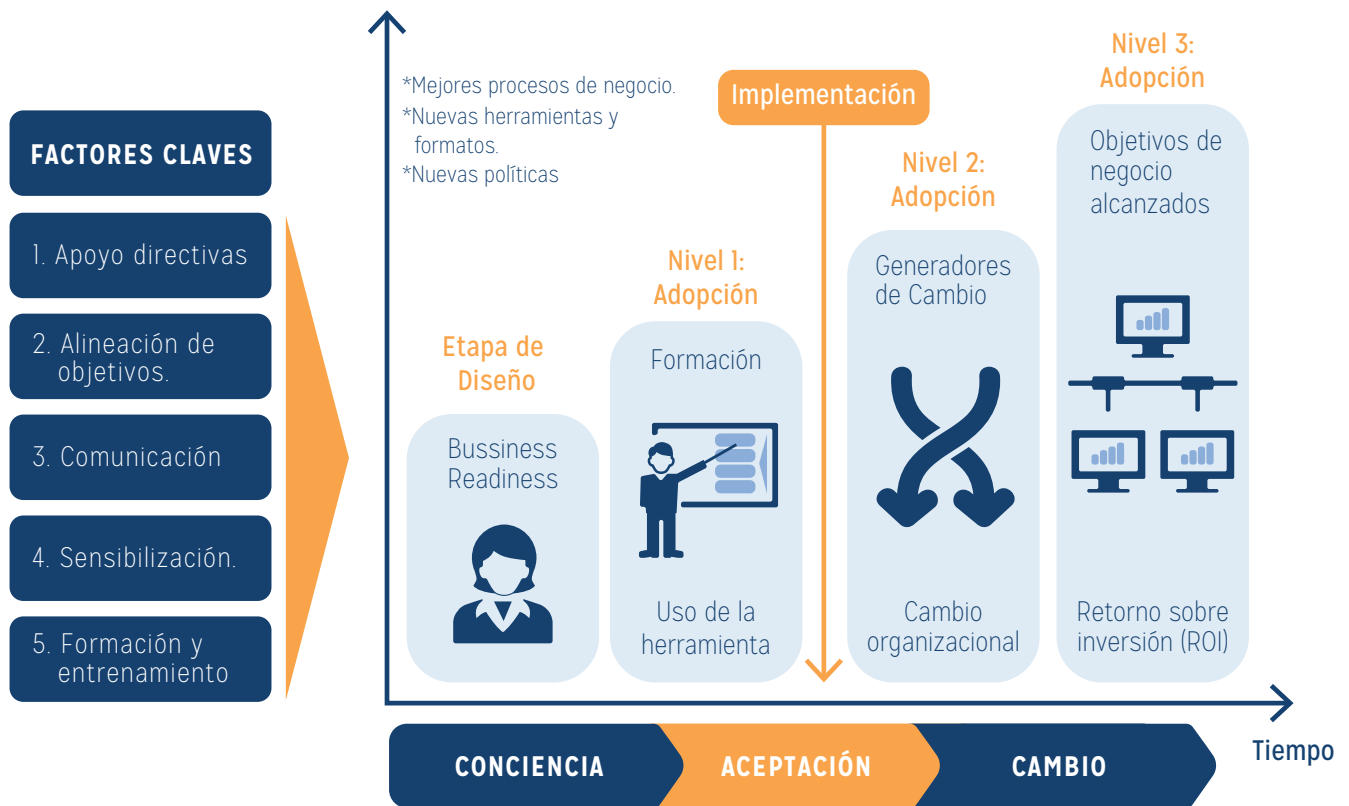 FACTORES CLAVES
1. Apoyo directivas
2. Alineación de
objetivos.
3. Comunicación
4. Sensibilización.
5. Formación y
entrenamiento
*Mejores procesos de negocio.
*Nuevas herramientas y
formatos.
*Nuevas políticas
Etapa de
Diseño
Bussiness
Readiness
Nivel 1:
Adopción
Formación
Uso de la
herramienta
Implementación
Nivel 2:
Adopción
Generadores
de Cambio
Cambio
organizacional
Nivel 3:
Adopción
Objetivos de
negocio
alcanzados
Retorno sobre
inversión (ROI)
CONCIENCIA
ACEPTACIÓN
CAMBIO
Tiempo